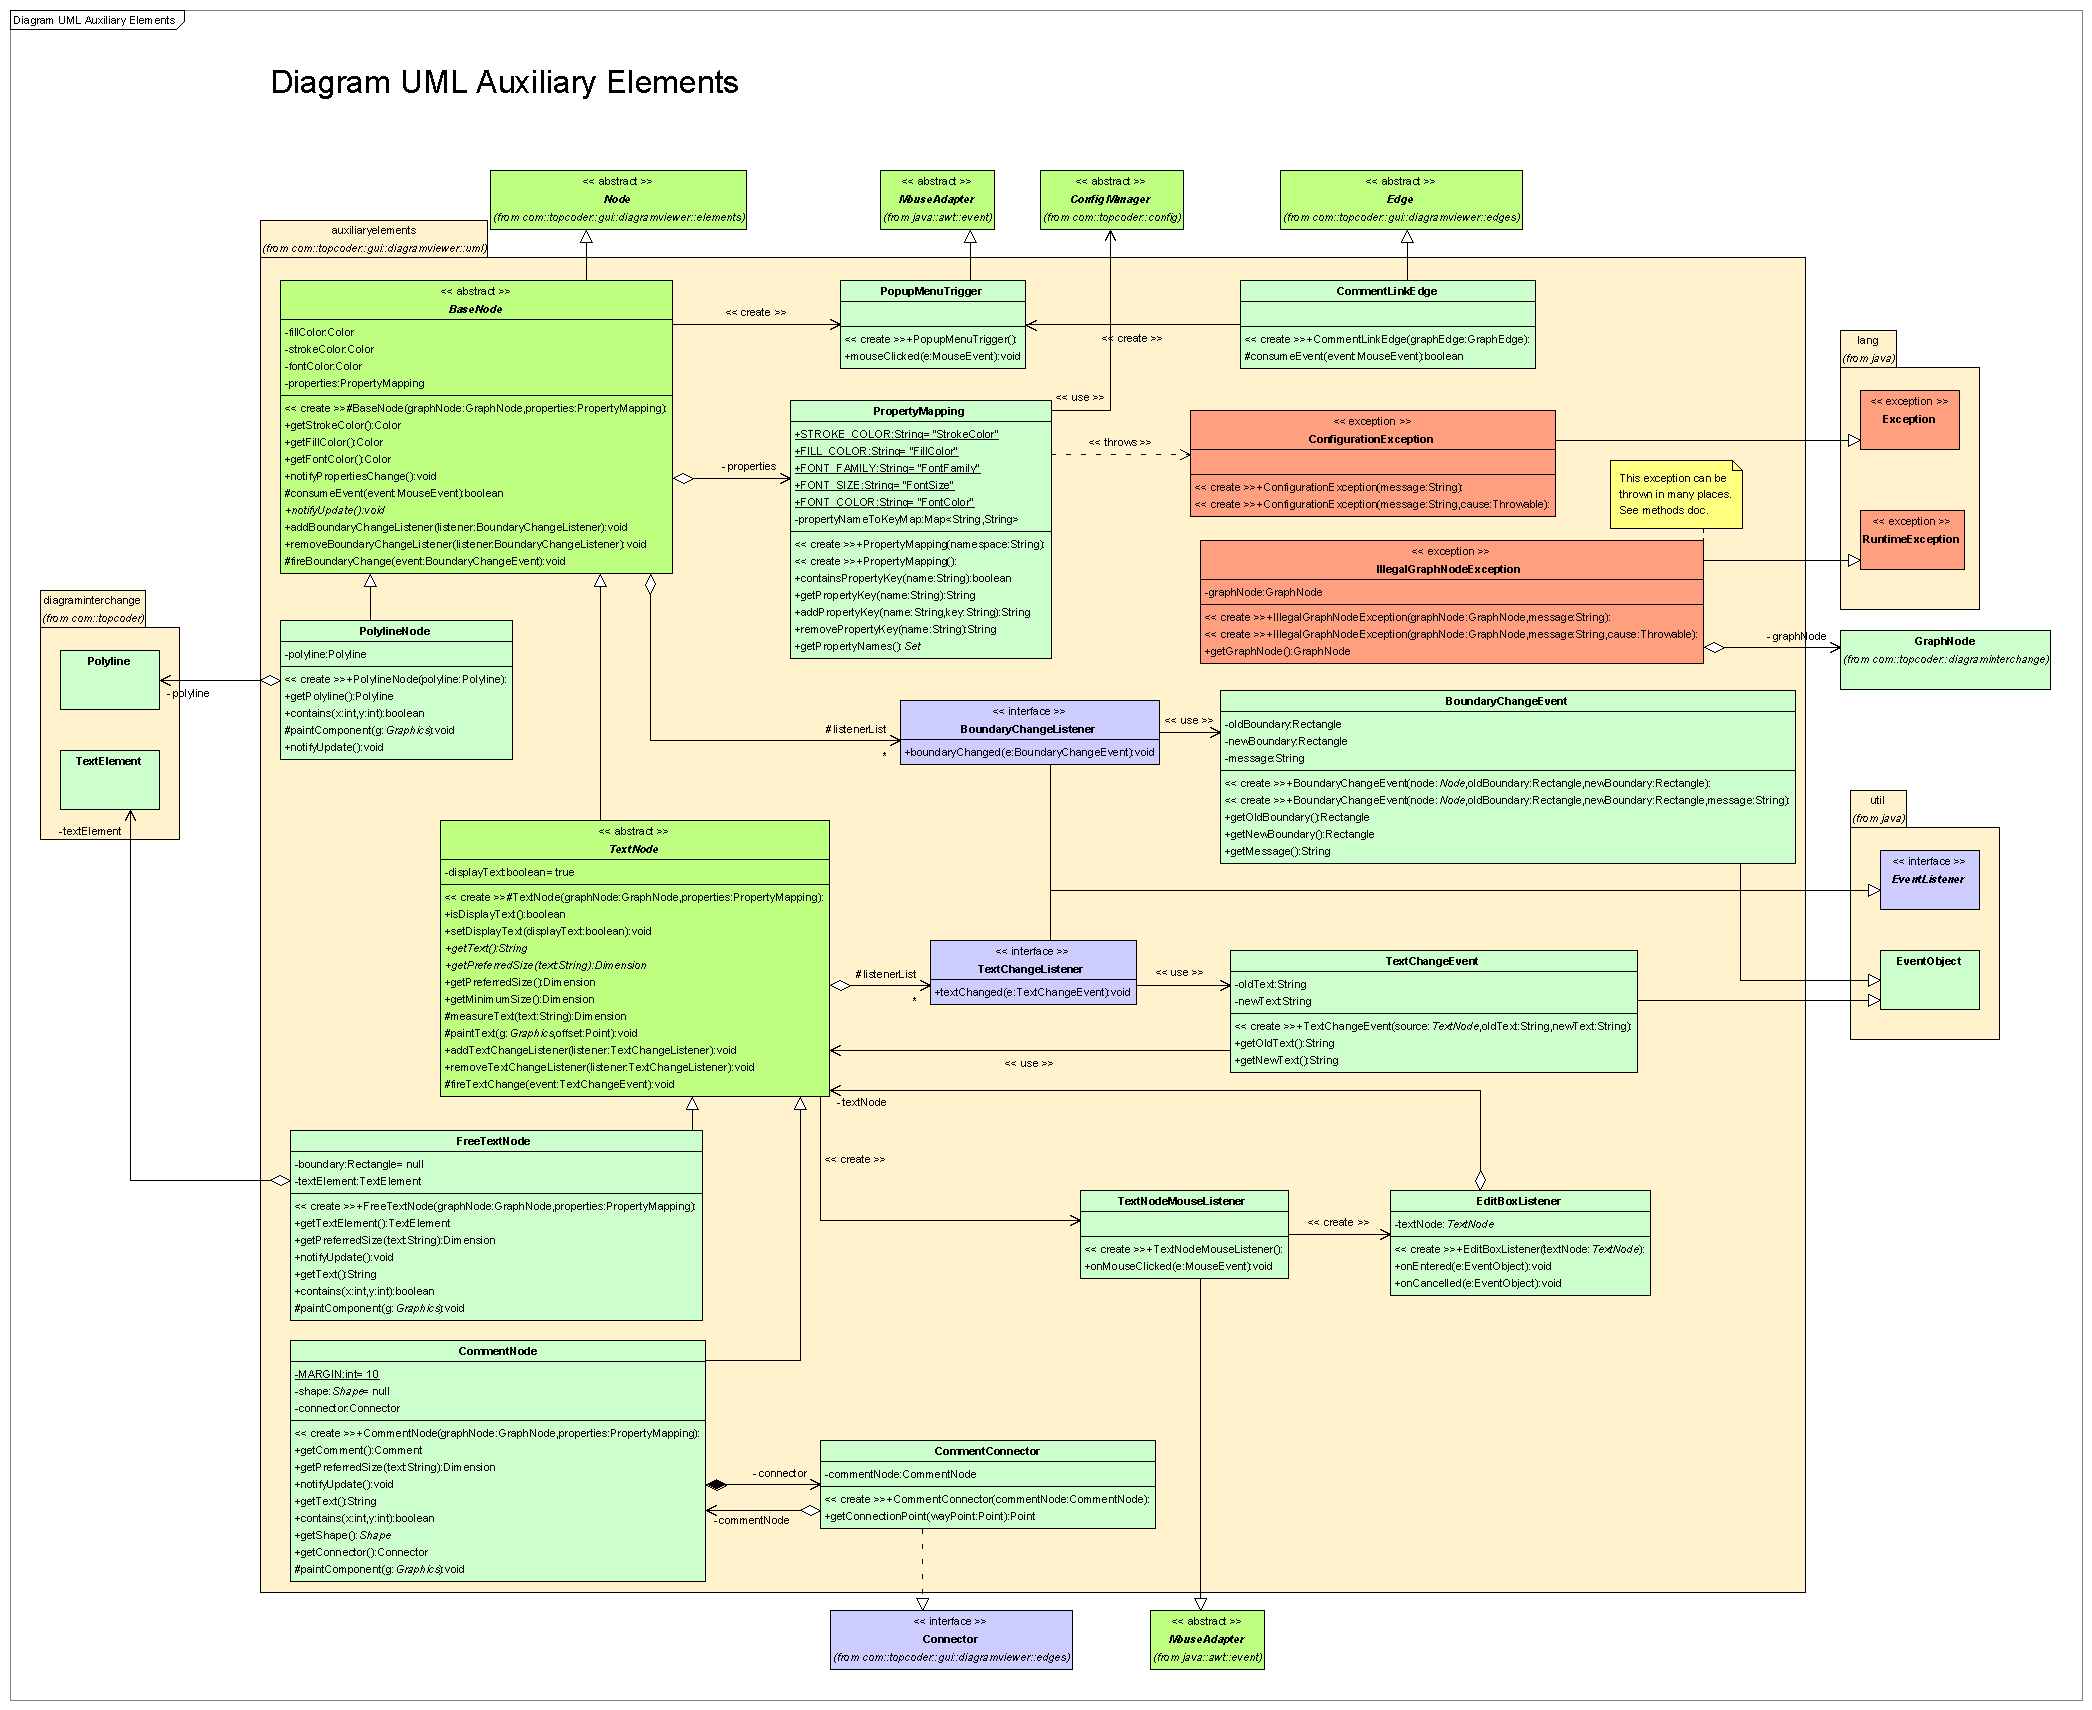 Diagram UML Auxiliary Elements
Diagram UML Auxiliary Elements
<< abstract >>
Node
(from com::topcoder::gui::diagramviewer::elements)
<< abstract >>
MouseAdapter
(from java::awt::event)
<< abstract >>
ConfigManager
(from com::topcoder::config)
<< abstract >>
Edge
(from com::topcoder::gui::diagramviewer::edges)
auxiliaryelements
(from com::topcoder::gui::diagramviewer::uml)
<< abstract >>
BaseNode
-fillColor:Color
-strokeColor:Color
-fontColor:Color
-properties:PropertyMapping
<< create >>#BaseNode(graphNode:GraphNode,properties:PropertyMapping):
+getStrokeColor():Color
+getFillColor():Color
+getFontColor():Color
+notifyPropertiesChange():void
#consumeEvent(event:MouseEvent):boolean
+notifyUpdate():void
+addBoundaryChangeListener(listener:BoundaryChangeListener):void
+removeBoundaryChangeListener(listener:BoundaryChangeListener):void
#fireBoundaryChange(event:BoundaryChangeEvent):void
<< create >>
PopupMenuTrigger
<< create >>+PopupMenuTrigger():
+mouseClicked(e:MouseEvent):void
<< create >>
CommentLinkEdge
<< create >>+CommentLinkEdge(graphEdge:GraphEdge):
#consumeEvent(event:MouseEvent):boolean
lang
(from java)
<< exception >>
Exception
<< exception >>
RuntimeException
<< use >>
-properties
PropertyMapping
+STROKE_COLOR:String= "StrokeColor"
+FILL_COLOR:String= "FillColor"
+FONT_FAMILY:String= "FontFamily"
+FONT_SIZE:String= "FontSize"
+FONT_COLOR:String= "FontColor"
-propertyNameToKeyMap:Map<String,String>
<< create >>+PropertyMapping(namespace:String):
<< create >>+PropertyMapping():
+containsPropertyKey(name:String):boolean
+getPropertyKey(name:String):String
+addPropertyKey(name:String,key:String):String
+removePropertyKey(name:String):String
+getPropertyNames():Set
<< throws >>
<< exception >>
ConfigurationException
<< create >>+ConfigurationException(message:String):
<< create >>+ConfigurationException(message:String,cause:Throwable):
This exception can be
thrown in many places.
See methods doc.
<< exception >>
IllegalGraphNodeException
-graphNode:GraphNode
<< create >>+IllegalGraphNodeException(graphNode:GraphNode,message:String):
<< create >>+IllegalGraphNodeException(graphNode:GraphNode,message:String,cause:Throwable):
+getGraphNode():GraphNode
-graphNode
GraphNode
(from com::topcoder::diagraminterchange)
diagraminterchange
(from com::topcoder)
Polyline
TextElement
-polyline
-textElement
PolylineNode
-polyline:Polyline
<< create >>+PolylineNode(polyline:Polyline):
+getPolyline():Polyline
+contains(x:int,y:int):boolean
#paintComponent(g:Graphics):void
+notifyUpdate():void
#listenerList
*
<< interface >>
BoundaryChangeListener
+boundaryChanged(e:BoundaryChangeEvent):void
<< use >>
BoundaryChangeEvent
-oldBoundary:Rectangle
-newBoundary:Rectangle
-message:String
<< create >>+BoundaryChangeEvent(node:Node,oldBoundary:Rectangle,newBoundary:Rectangle):
<< create >>+BoundaryChangeEvent(node:Node,oldBoundary:Rectangle,newBoundary:Rectangle,message:String):
+getOldBoundary():Rectangle
+getNewBoundary():Rectangle
+getMessage():String
util
(from java)
<< interface >>
EventListener
EventObject
<< abstract >>
TextNode
-displayText:boolean= true
<< create >>#TextNode(graphNode:GraphNode,properties:PropertyMapping):
+isDisplayText():boolean
+setDisplayText(displayText:boolean):void
+getText():String
+getPreferredSize(text:String):Dimension
+getPreferredSize():Dimension
+getMinimumSize():Dimension
#measureText(text:String):Dimension
#paintText(g:Graphics,offset:Point):void
+addTextChangeListener(listener:TextChangeListener):void
+removeTextChangeListener(listener:TextChangeListener):void
#fireTextChange(event:TextChangeEvent):void
#listenerList
*
<< interface >>
TextChangeListener
+textChanged(e:TextChangeEvent):void
<< use >>
TextChangeEvent
-oldText:String
-newText:String
<< create >>+TextChangeEvent(source:TextNode,oldText:String,newText:String):
+getOldText():String
+getNewText():String
<< use >>
-textNode
<< create >>
FreeTextNode
-boundary:Rectangle= null
-textElement:TextElement
<< create >>+FreeTextNode(graphNode:GraphNode,properties:PropertyMapping):
+getTextElement():TextElement
+getPreferredSize(text:String):Dimension
+notifyUpdate():void
+getText():String
+contains(x:int,y:int):boolean
#paintComponent(g:Graphics):void
TextNodeMouseListener
<< create >>+TextNodeMouseListener():
+onMouseClicked(e:MouseEvent):void
<< create >>
EditBoxListener
-textNode:TextNode
<< create >>+EditBoxListener(textNode:TextNode):
+onEntered(e:EventObject):void
+onCancelled(e:EventObject):void
CommentNode
-MARGIN:int= 10
-shape:Shape= null
-connector:Connector
<< create >>+CommentNode(graphNode:GraphNode,properties:PropertyMapping):
+getComment():Comment
+getPreferredSize(text:String):Dimension
+notifyUpdate():void
+getText():String
+contains(x:int,y:int):boolean
+getShape():Shape
+getConnector():Connector
#paintComponent(g:Graphics):void
-connector
-commentNode
CommentConnector
-commentNode:CommentNode
<< create >>+CommentConnector(commentNode:CommentNode):
+getConnectionPoint(wayPoint:Point):Point
<< interface >>
Connector
(from com::topcoder::gui::diagramviewer::edges)
<< abstract >>
MouseAdapter
(from java::awt::event)